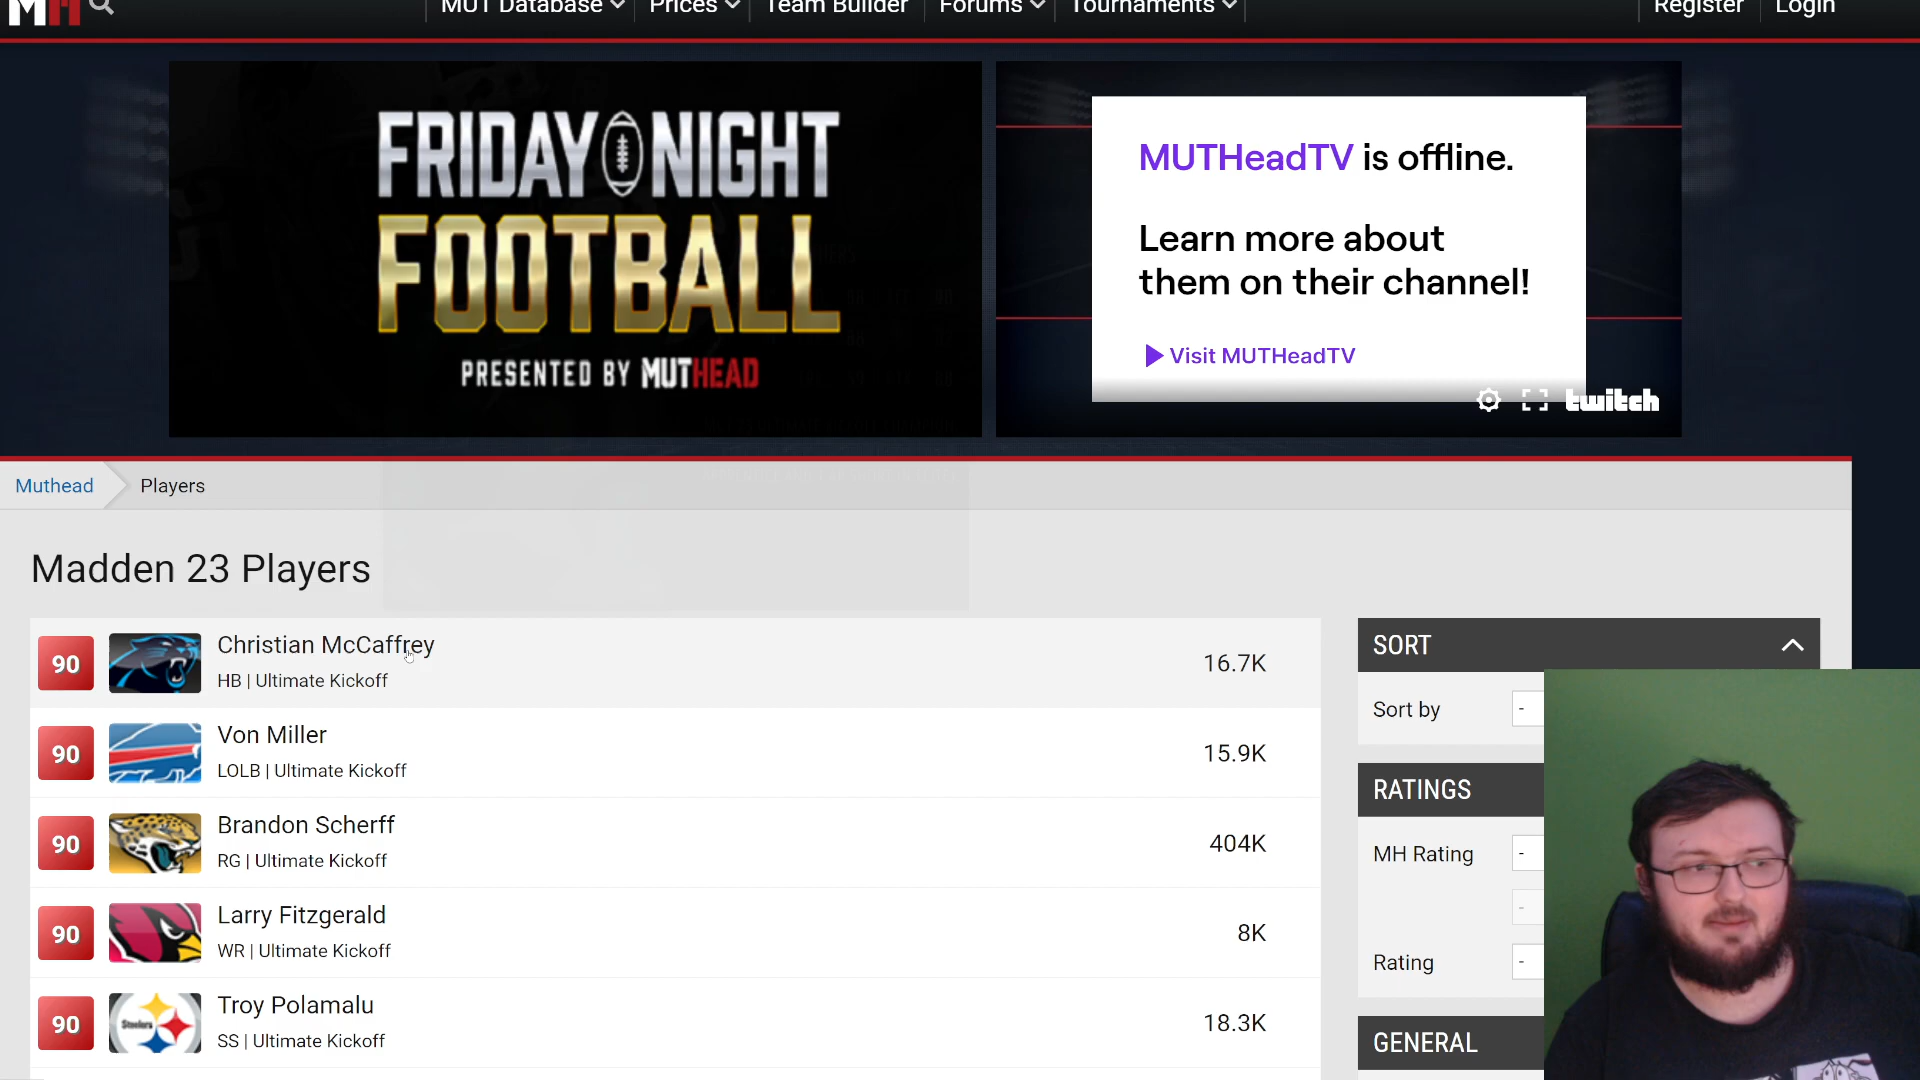 MH
MUT Database
Prices
Team Builder
Forums
Tournaments
Register
Login
FRIDAY NIGHT
FOOTBALL
PRESENTED BY MUTHEAD
MUTHeadTV is offline.
Learn more about
them on their channel!
Visit MUTHeadTV
twitch
Muthead
Players
Madden 23 Players
90
Christian McCaffrey
HB | Ultimate Kickoff
16.7K
90
Von Miller
LOLB | Ultimate Kickoff
15.9K
90
Brandon Scherff
RG | Ultimate Kickoff
404K
90
Larry Fitzgerald
WR | Ultimate Kickoff
8K
90
Steelers
Troy Polamalu
SS | Ultimate Kickoff
18.3K
SORT
Sort by
-
RATINGS
MH Rating
-
-
Rating
-
GENERAL